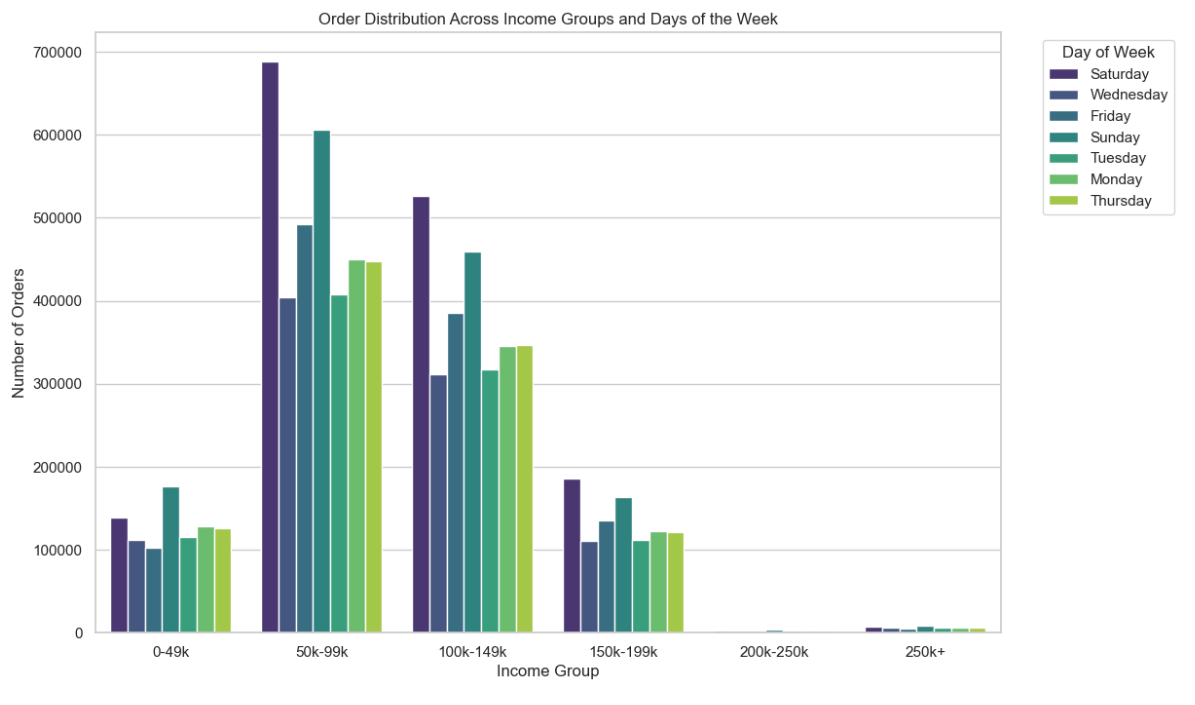 Order Distribution Across Income Groups and Days of the Week
Day of Week
Saturday
Wednesday
Friday
Sunday
Tuesday
Monday
Thursday
Number of Orders
700000
600000
500000
400000
300000
200000
100000
0
0-49k
50k-99k
100k-149k
150k-199k
200k-250k
250k+
Income Group